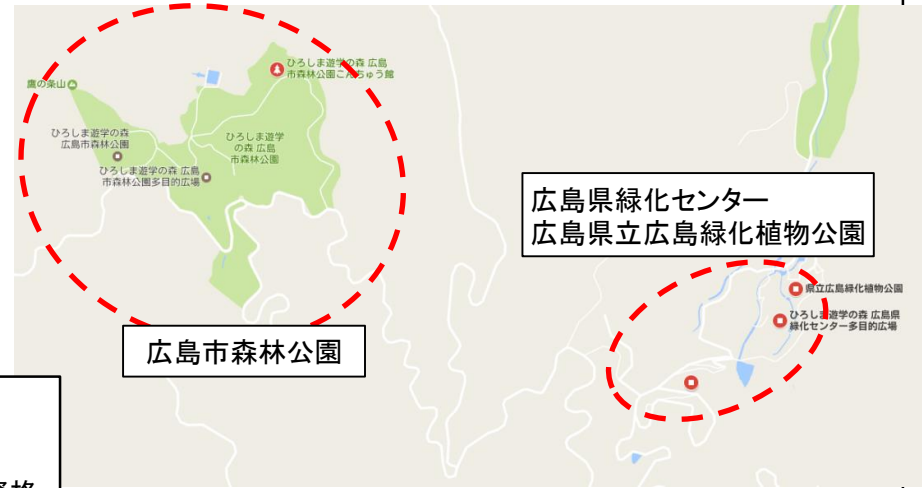 ひろしま遊学の森 広島
市森林公園こんちゅう館
鷹の条山
ひろしま遊学の森
広島市森林公園
ひろしま遊学
の森 広島
市森林公園
ひろしま遊学の森 広島
市森林公園多目的広場
広島県緑化センター
広島県立広島緑化植物公園
県立広島緑化植物公園
ひろしま遊学の森 広島県
緑化センター多目的広場
広島市森林公園